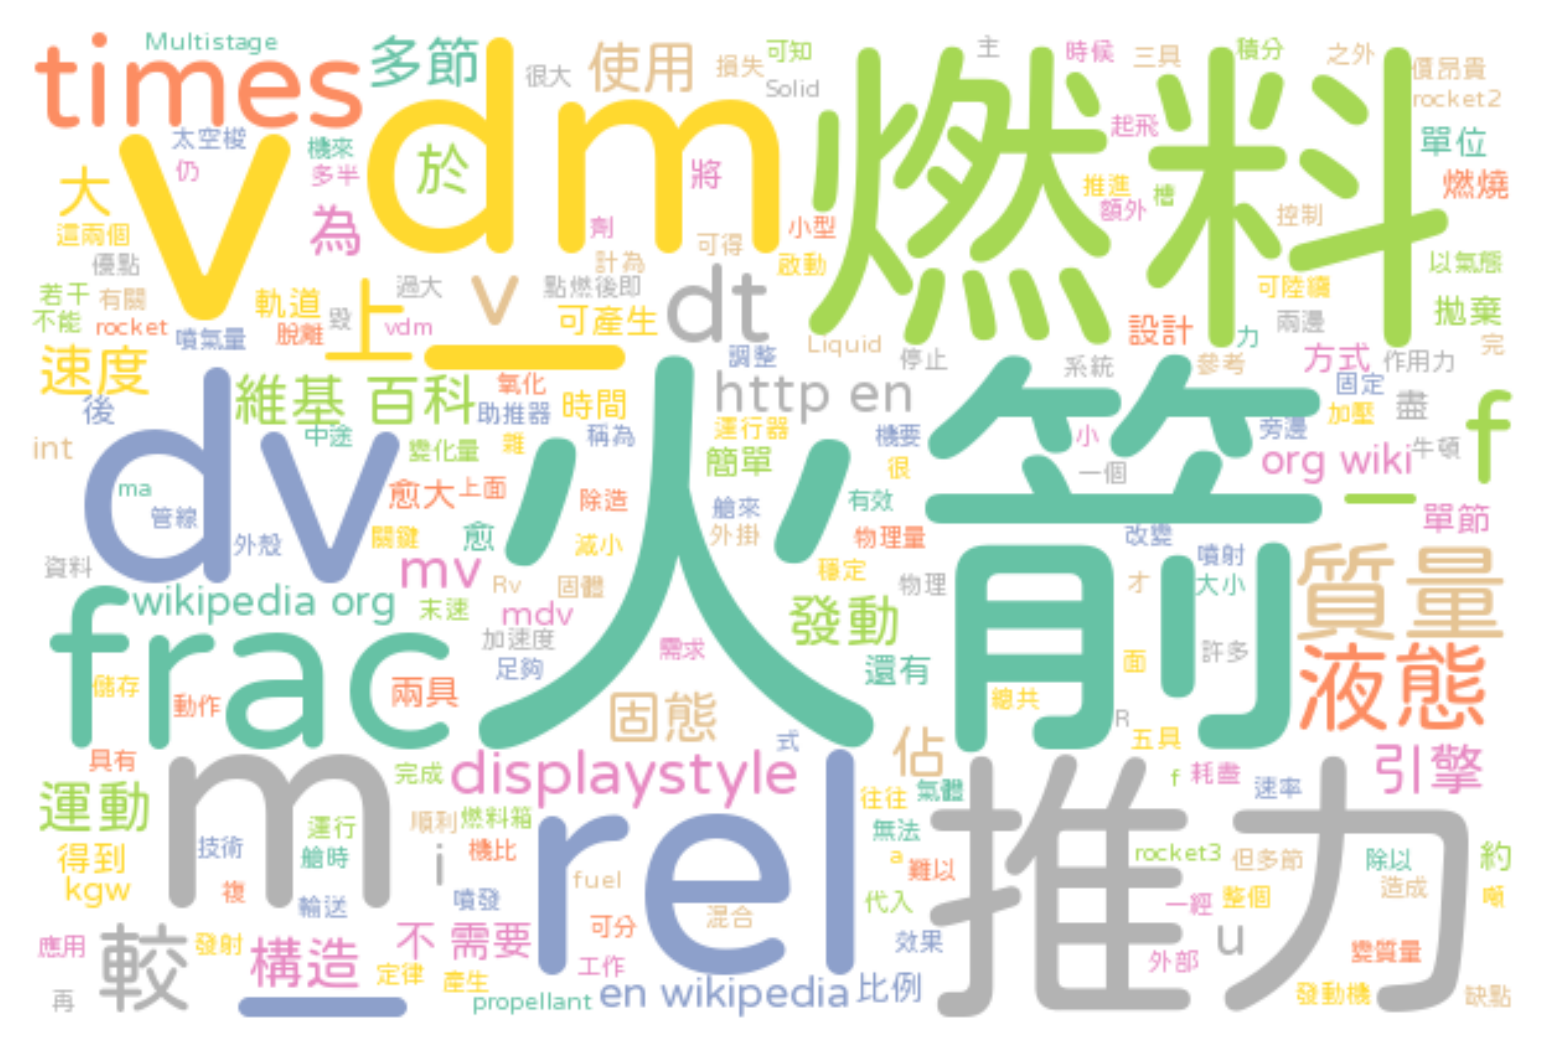 Multistage
times
多節
很大
使用
損失
可知
Solid
主
時候
三具
積分
之外
價昂貴
rocket2
太空梭
仍
機來
多半
v
dm
於
將
燃料
起飛
單位
推進
額外
槽
燃燒
大
這兩個
為
劑
小型
控制
優點
可得
計為
啟動
以氣態
若干
不能
有關
rocket
軌道
脫離
噴氣量
毀
上
過大
vdm
v
點燃後即
可產生
dt
可陸續
兩邊
拋棄
設計
力
調整
Liquid
停止
系統
參考
方式
作用力
完
速度
後
維基 百科
氧化
助推器
時間
http en
固定
加壓
盡
f
int
中途
變化量
雜
稱為
運行器
機要
小
旁邊
dv
火箭
簡單
很
一個
org wiki
牛頓
ma
管線
愈大
上面
除造
艙來
外掛
有效
物理量
單節
外殼
關鍵
愈
減小
改變
噴射
資料
mv
Rv
固體
穩定
物理
才
大小
質量
wikipedia org
末速
mdv
發動
frac
加速度
足夠
需求
還有
面
許多
液態
儲存
動作
兩具
固態
總共
R
五具
式
佔
具有
完成
displaystyle
往往
氣體
f
耗盡
速率
引擎
運動
m
rel
推力
技術
運行
艙時
順利
燃料箱
機比
i
無法
a
難以
rocket3
但多節
除以
造成
約
得到
kgw
複
輸送
噴發
fuel
混合
代入
一經
整個
噸
可分
應用
較
發射
構造
不
需要
定律
產生
工作
效果
外部
u
變質量
再
propellant
en wikipedia
比例
發動機
缺點